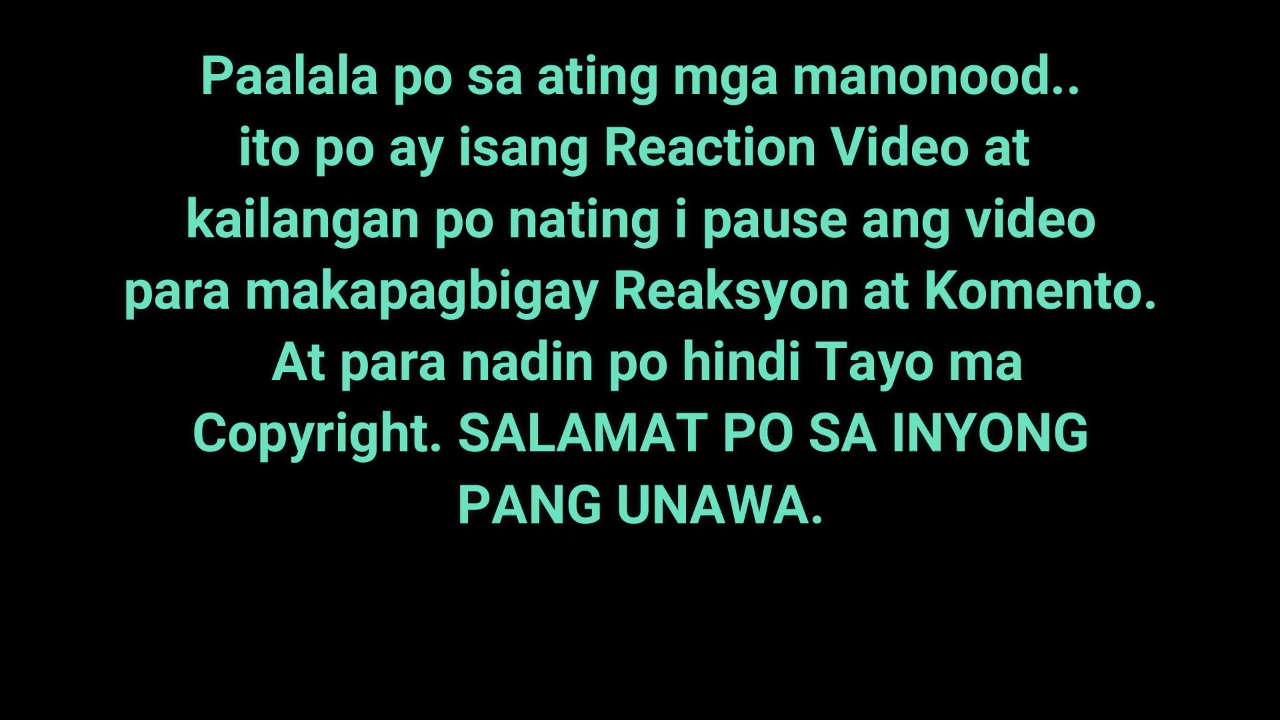 Paalala po sa ating mga manonood..
ito po ay isang Reaction Video at
kailangan po nating i pause ang video
para makapagbigay Reaksyon at Komento.
At para nadin po hindi Tayo ma
Copyright. SALAMAT PO SA INYONG
PANG UNAWA.